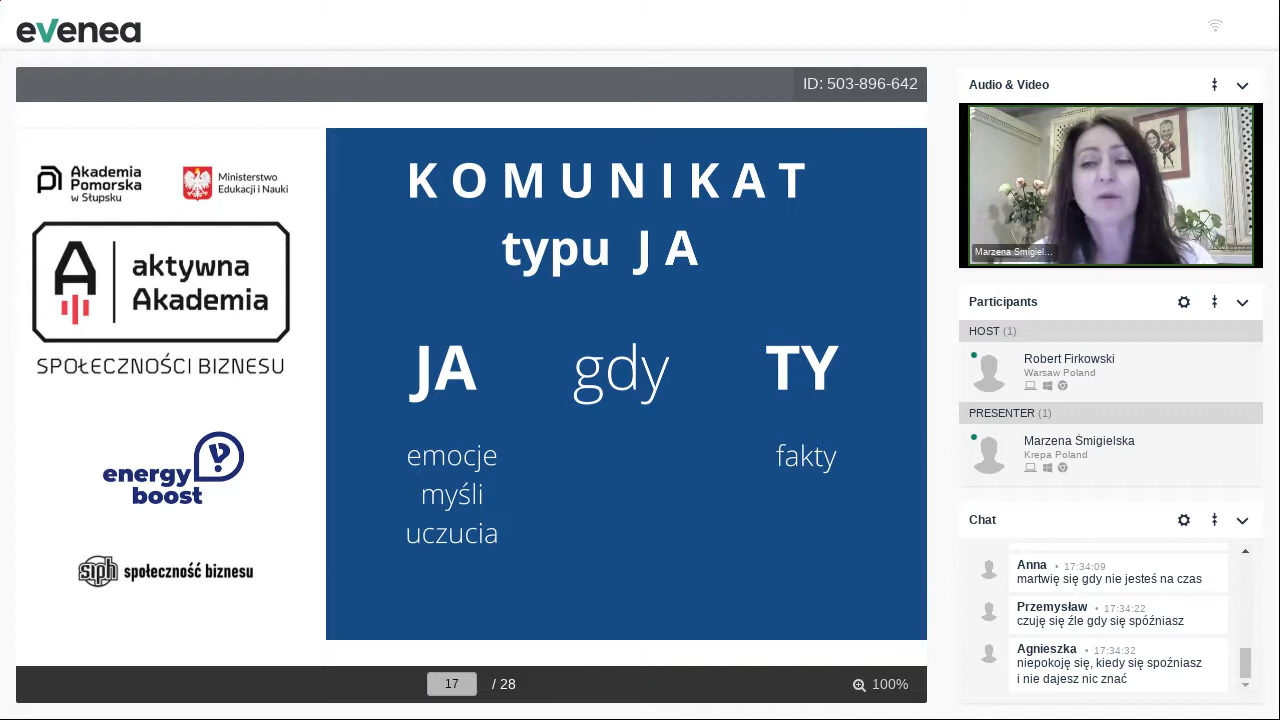 evenea
ID: 503-896-642
Akademia
Pomorska
w Słupsku
Ministerstwo
Edukacji i Nauki
aktywna
Akademia
SPOŁECZNOŚCI BIZNESU
energy
boost
siph społeczność biznesu
KOMUNIKAT
typu JA
JA gdy TY
emocje fakty
myśli
uczucia
17 / 28
100%
Audio & Video
Marzena Śmigiel...
Participants
HOST (1)
Robert Firkowski
Warsaw Poland
PRESENTER (1)
Marzena Śmigielska
Krepa Poland
Chat
Anna • 17:34:09
martwię się gdy nie jesteś na czas
Przemysław • 17:34:22
czuję się źle gdy się spóźniasz
Agnieszka • 17:34:32
niepokoję się, kiedy się spoźniasz
i nie dajesz nic znać